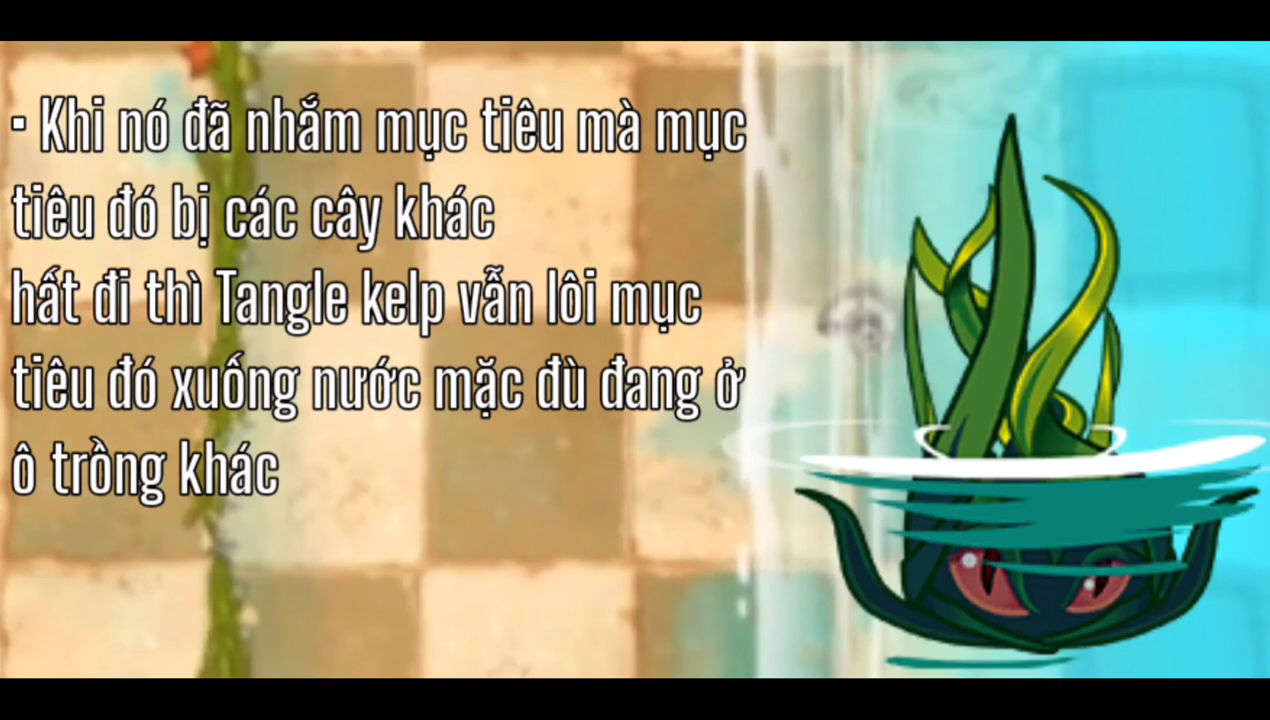 ▪ Khi nó đã nhắm mục tiêu mà mục
tiêu đó bị các cây khác
hất đi thì Tangle kelp vẫn lôi mục
tiêu đó xuống nước mặc đù đang ở
ô trồng khác